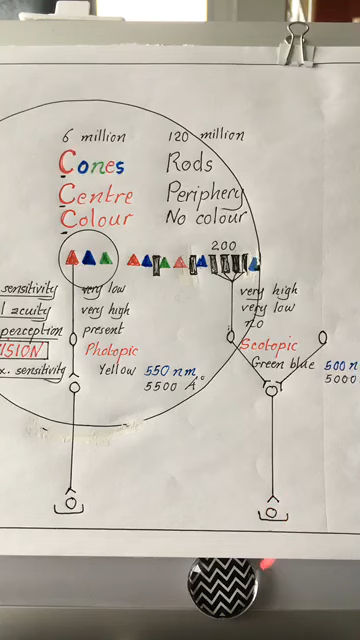 6 million 120 million
Cones Rods
Centre Periphery
Colour No colour
200
sensitivity very low very high
l acuity very high very low
perception present no
ISION Photopic Scotopic
x. sensitivity Yellow 550 nm Green blue 500 n
5500 A° 5000